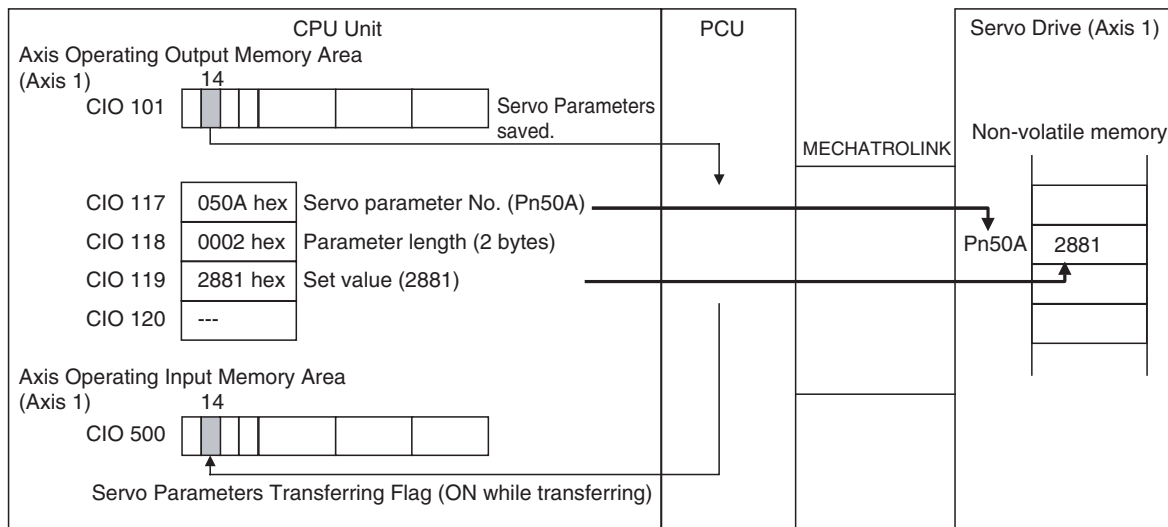 CPU Unit
PCU
Servo Drive (Axis 1)
Axis Operating Output Memory Area
(Axis 1)
14
CIO 101
Servo Parameters
saved.
Non-volatile memory
MECHATROLINK
CIO 117 050A hex Servo parameter No. (Pn50A)
CIO 118 0002 hex Parameter length (2 bytes)
Pn50A 2881
CIO 119 2881 hex Set value (2881)
CIO 120 ---
Axis Operating Input Memory Area
(Axis 1)
14
CIO 500
Servo Parameters Transferring Flag (ON while transferring)